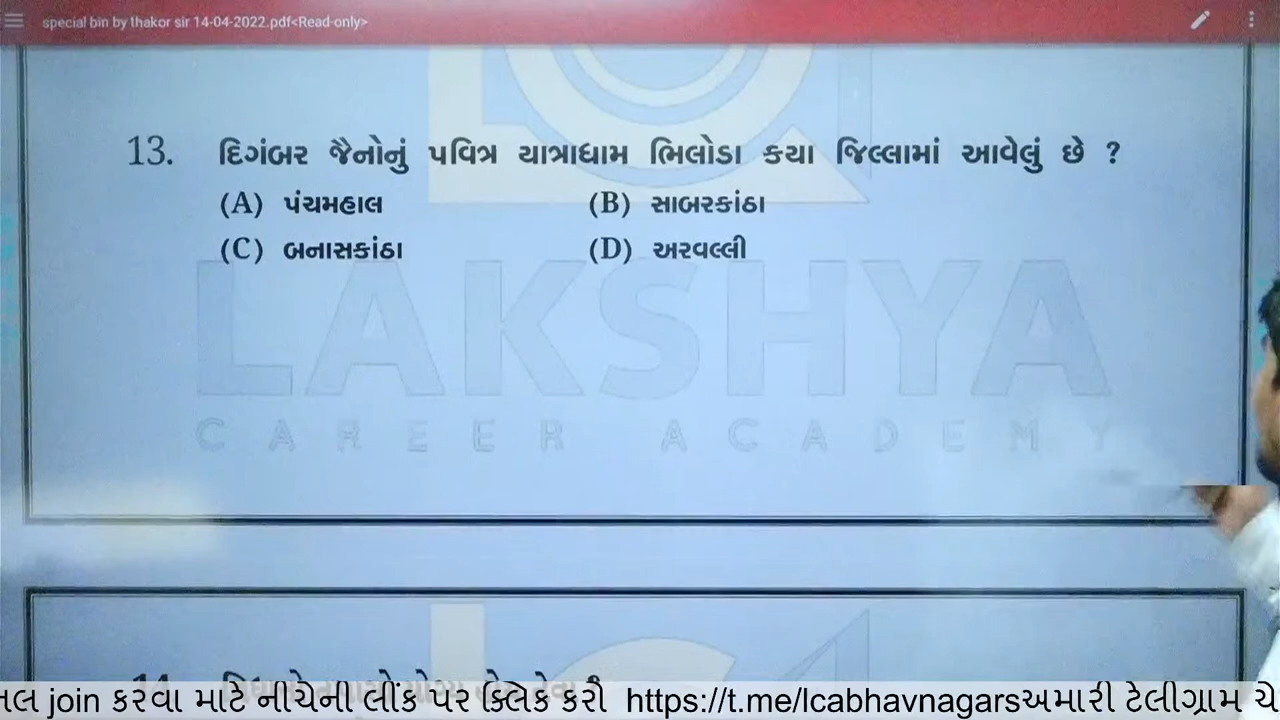 special bin by thakor sir 14-04-2022.pdf<Read-only>
13. દિગંબર જૈનોનું પવિત્ર યાત્રાધામ ભિલોડા કયા જિલ્લામાં આવેલું છે ?
(A) પંચમહાલ (B) સાબરકાંઠા
(C) બનાસકાંઠા (D) અરવલ્લી
LAKSHYA
CAREER ACADEMY
14.
join કરવા માટે નીચેની લીંક પર ક્લિક કરી https://t.me/lcabhavnagarsઅમારી ટેલીગ્રામ ચે